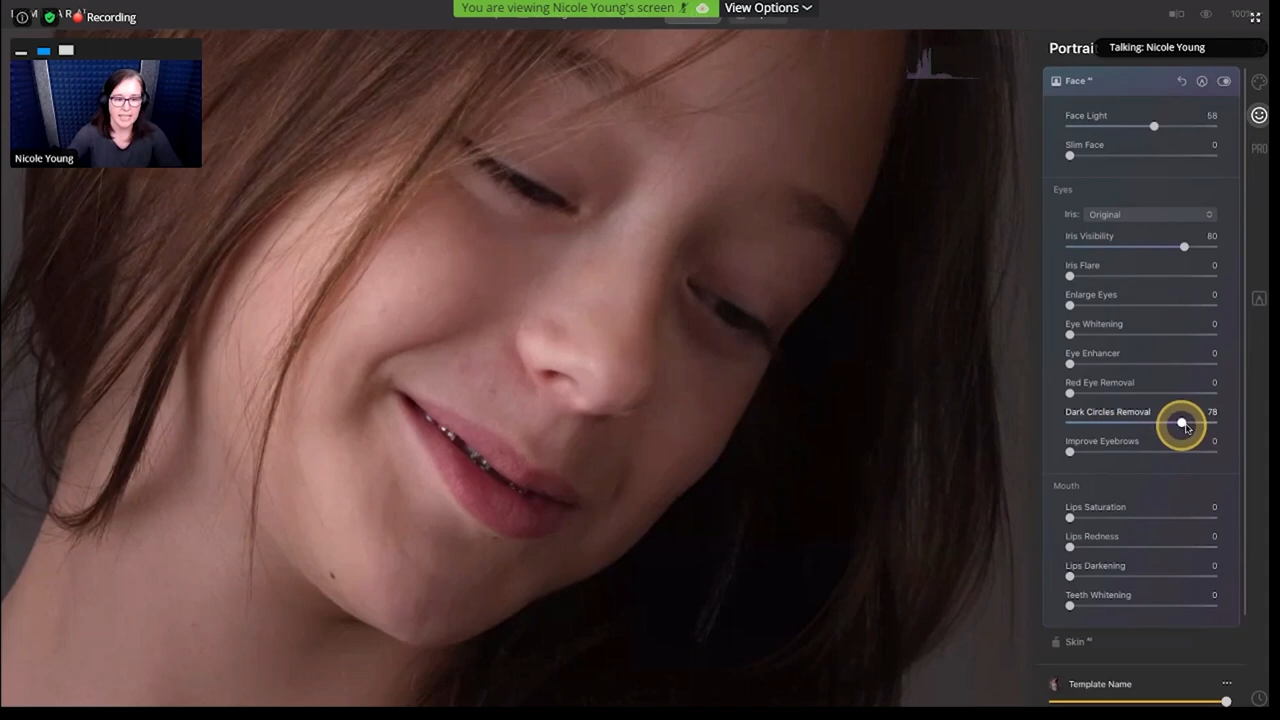 You are viewing Nicole Young's screen
View Options
Recording
100%
Portrai
Talking: Nicole Young
Nicole Young
Face AI
Face Light 58
Slim Face 0
Eyes
Iris: Original
Iris Visibility 80
Iris Flare 0
Enlarge Eyes 0
Eye Whitening 0
Eye Enhancer 0
Red Eye Removal 0
Dark Circles Removal 78
Improve Eyebrows 0
Mouth
Lips Saturation 0
Lips Redness 0
Lips Darkening 0
Teeth Whitening 0
Skin AI
Template Name
PRO